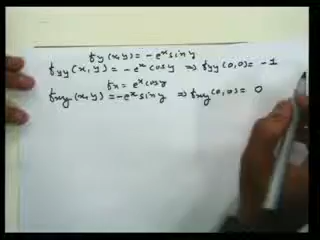 fy(x,y) = -e^x sin y
fyy(x,y) = -e^x cos y ⇒ fyy(0,0) = -1
fx = e^x cos y
fxy(x,y) = -e^x sin y ⇒ fxy(0,0) = 0